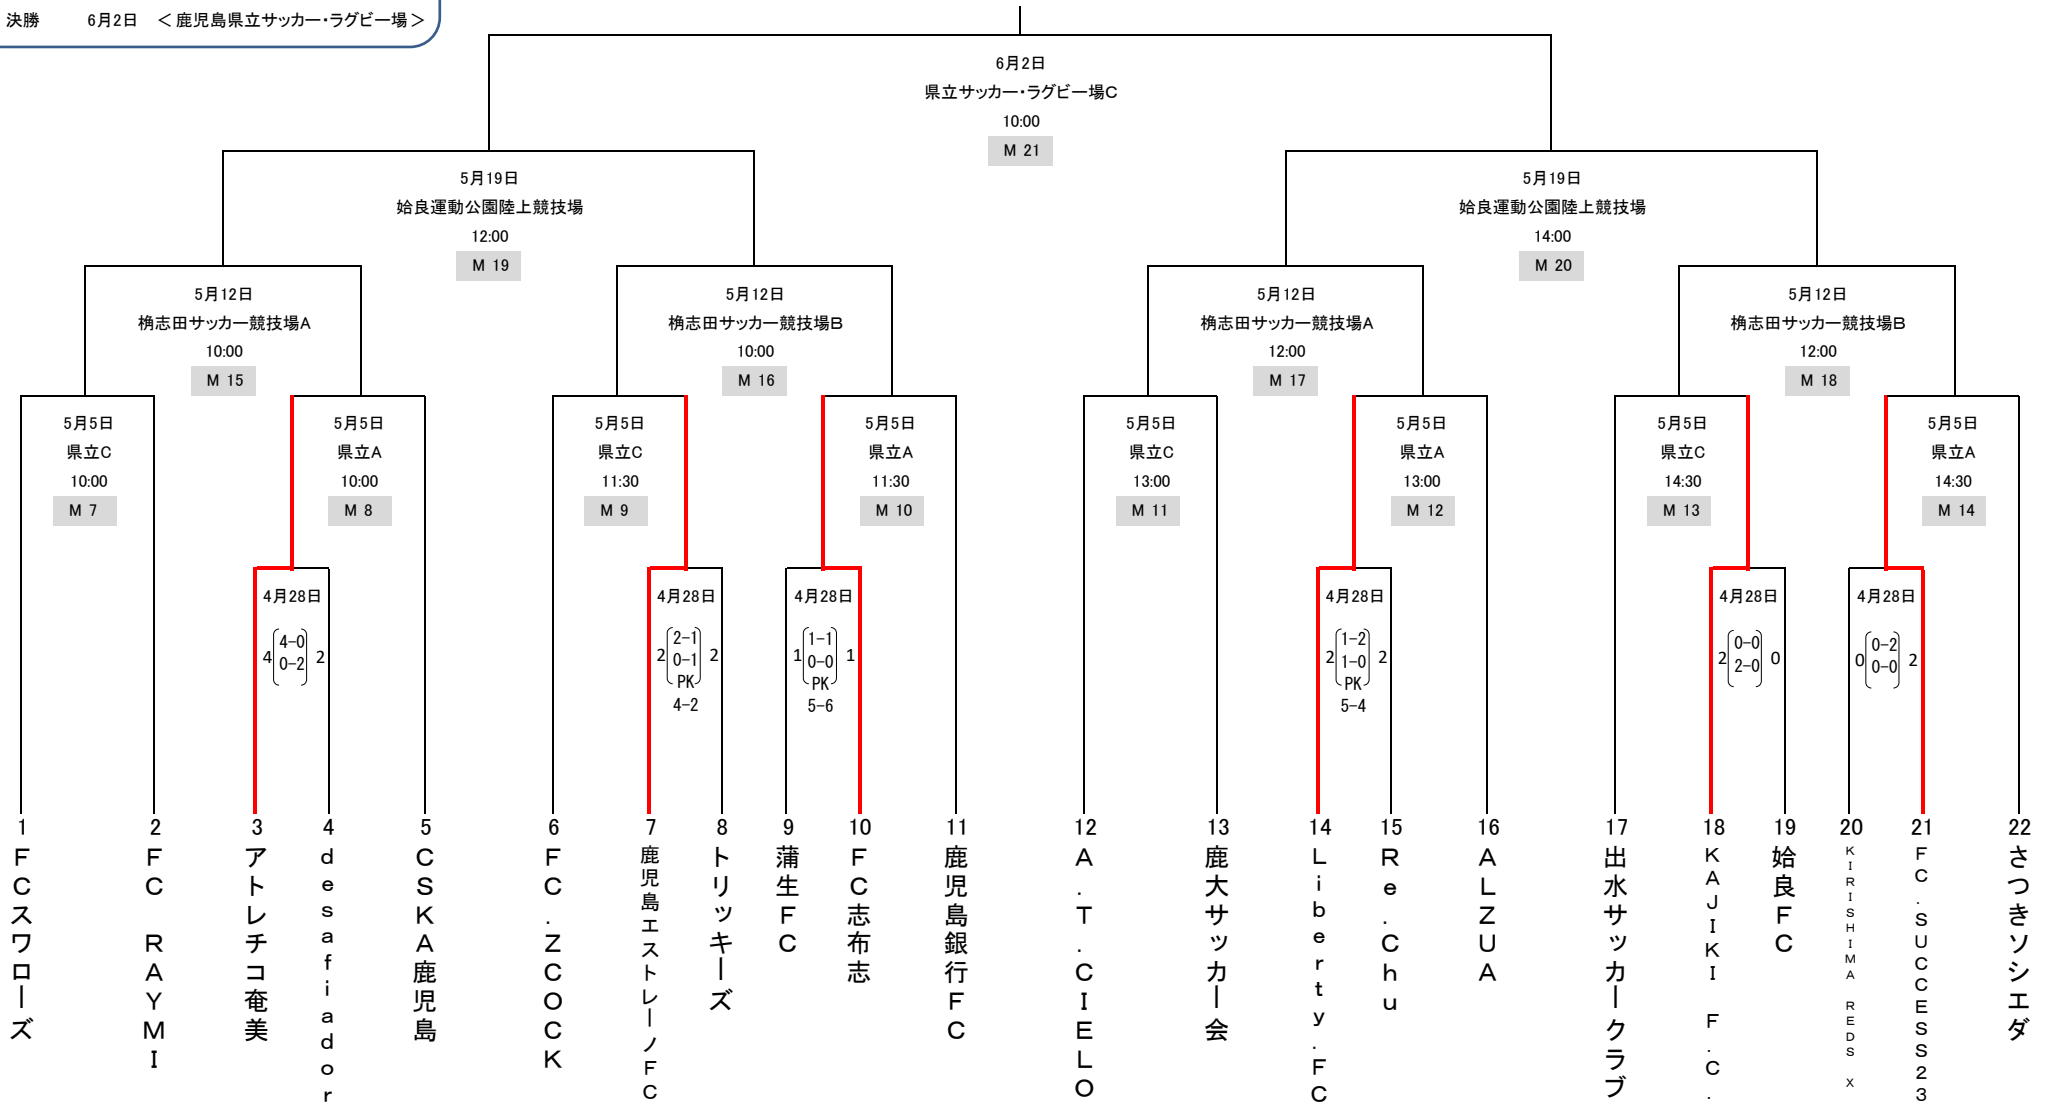 決勝　6月2日　＜鹿児島県立サッカー・ラグビー場＞
6月2日
県立サッカー・ラグビー場C
10:00
M 21
5月19日
姶良運動公園陸上競技場
12:00
M 19
5月19日
姶良運動公園陸上競技場
14:00
M 20
5月12日
桷志田サッカー競技場A
10:00
M 15
5月12日
桷志田サッカー競技場B
10:00
M 16
5月12日
桷志田サッカー競技場A
12:00
M 17
5月12日
桷志田サッカー競技場B
12:00
M 18
5月5日
県立C
10:00
M 7
5月5日
県立A
10:00
M 8
5月5日
県立C
11:30
M 9
5月5日
県立A
11:30
M 10
5月5日
県立C
13:00
M 11
5月5日
県立A
13:00
M 12
5月5日
県立C
14:30
M 13
5月5日
県立A
14:30
M 14
4月28日
4 4-0 2
0-2
4月28日
2-1
2 0-1 2
PK
4-2
4月28日
1-1
1 0-0 1
PK
5-6
4月28日
1-2
2 1-0 2
PK
5-4
4月28日
0-0
2 2-0 0
4月28日
0-2
0 0-0 2
1
FCスワローズ
2
FC RAYMI
3
アトレチコ奄美
4
desafiador
5
CSKA鹿児島
6
FC.ZCOCK
7
鹿児島エストレーノFC
8
トリッキーズ
9
蒲生FC
10
FC志布志
11
鹿児島銀行FC
12
A.T.CIELO
13
鹿大サッカー会
14
Liberty.FC
15
Re.Chu
16
ALZUA
17
出水サッカークラブ
18
KAJIKI F.C.
19
姶良FC
20
KIRISHIMA REDS X
21
FC.SUCCESS23
22
さつきソシエダ